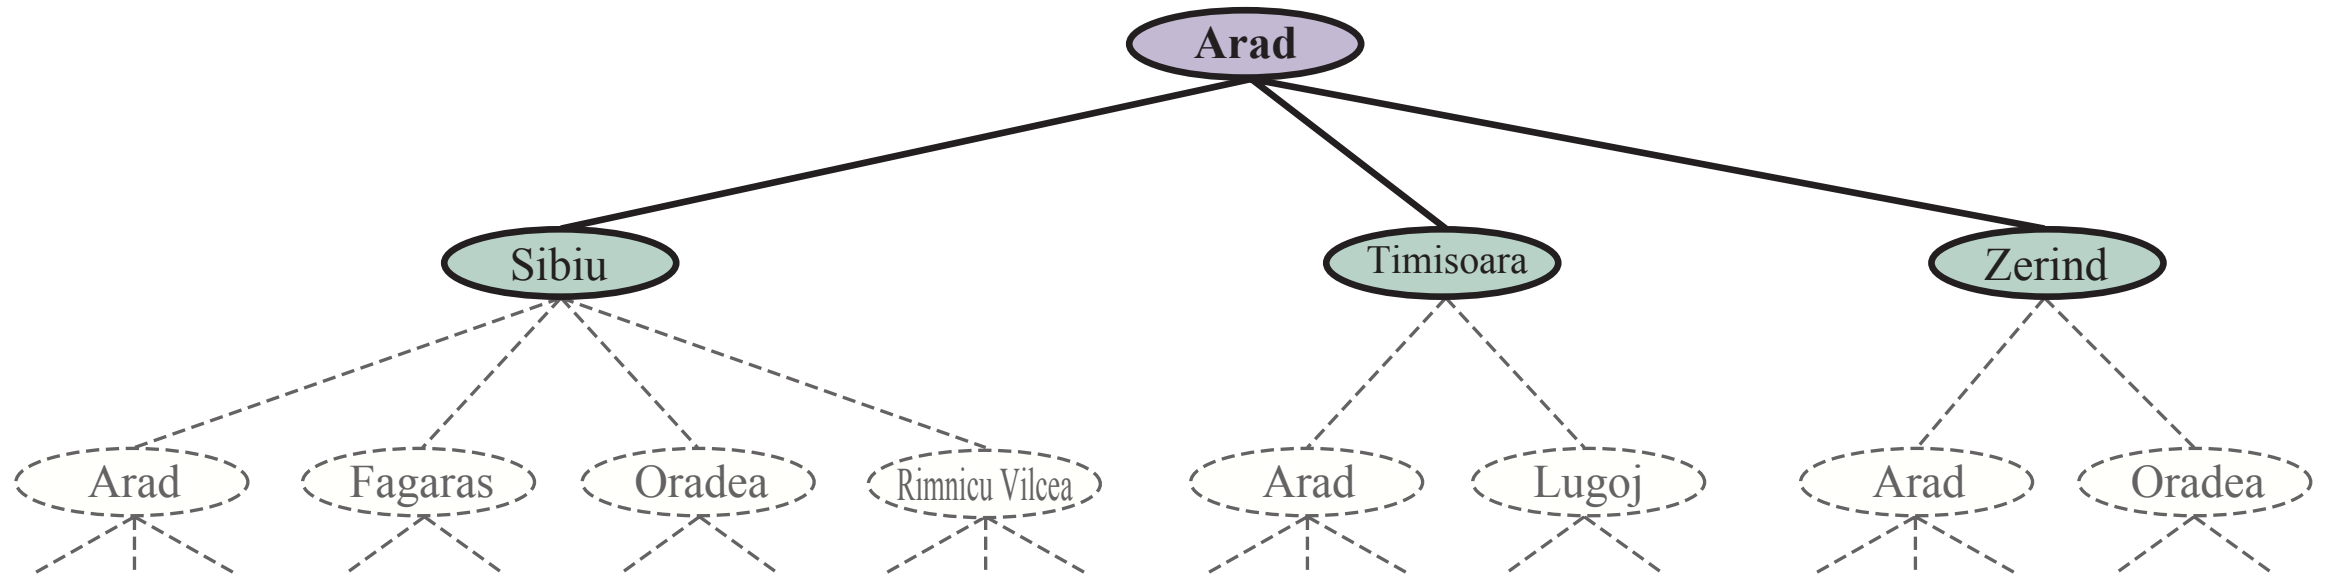 Arad
Sibiu
Timisoara
Zerind
Arad
Fagaras
Oradea
Rimnicu Vilcea
Arad
Lugoj
Arad
Oradea